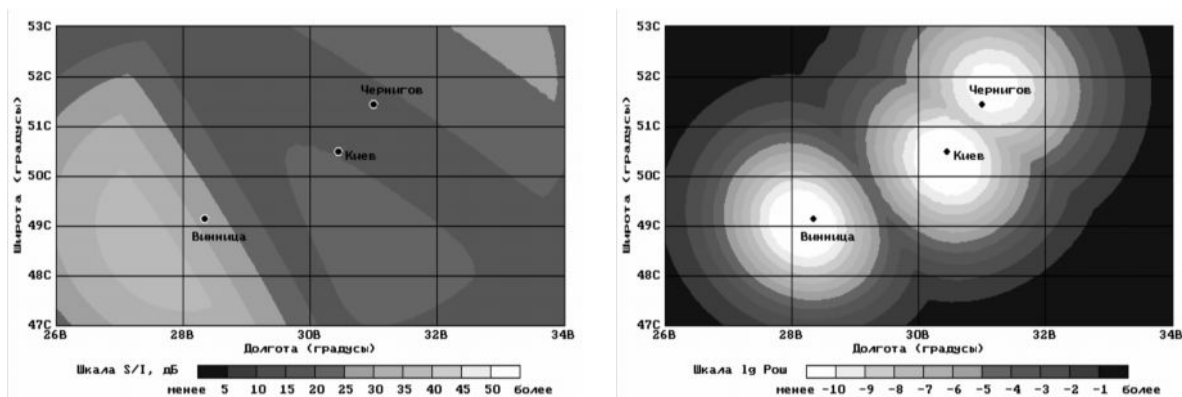 53С
52С
51С
50С
49С
48С
47С
Широта (градусы)
Чернигов
Киев
Винница
26В 28В 30В 32В 34В
Долгота (градусы)
Шкала S/I, дБ
менее 5 10 15 20 25 30 35 40 45 50 более
53С
52С
51С
50С
49С
48С
47С
Широта (градусы)
Чернигов
Киев
Винница
26В 28В 30В 32В 34В
Долгота (градусы)
Шкала lg Рош
менее -10 -9 -8 -7 -6 -5 -4 -3 -2 -1 более